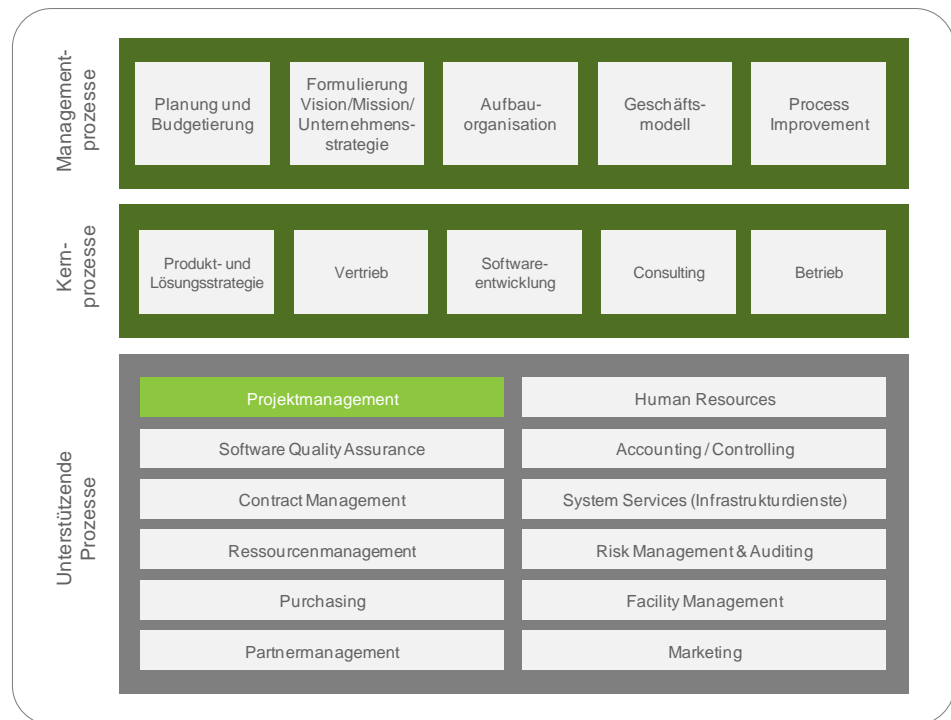 Management-
prozesse
Planung und
Budgetierung
Formulierung
Vision/Mission/
Unternehmens-
strategie
Aufbau-
organisation
Geschäfts-
modell
Process
Improvement
Kern-
prozesse
Produkt- und
Lösungsstrategie
Vertrieb
Software-
entwicklung
Consulting
Betrieb
Unterstützende
Prozesse
Projektmanagement
Human Resources
Software Quality Assurance
Accounting / Controlling
Contract Management
System Services (Infrastrukturdienste)
Ressourcenmanagement
Risk Management & Auditing
Purchasing
Facility Management
Partnermanagement
Marketing